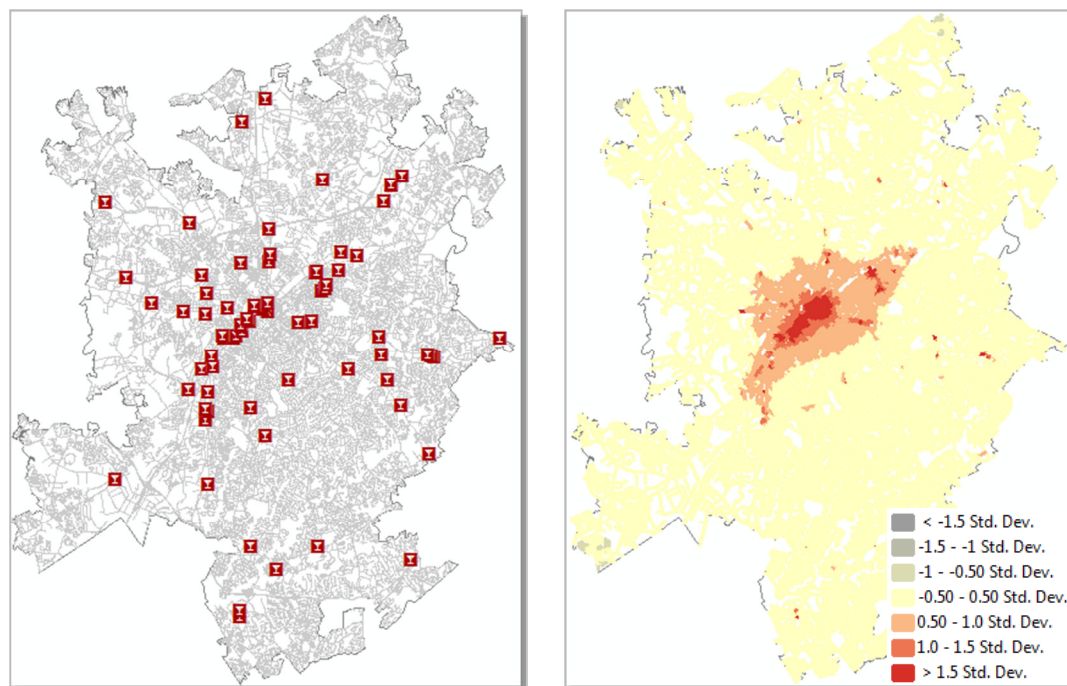 < -1.5 Std. Dev.
-1.5 - -1 Std. Dev.
-1 - -0.50 Std. Dev.
-0.50 - 0.50 Std. Dev.
0.50 - 1.0 Std. Dev.
1.0 - 1.5 Std. Dev.
> 1.5 Std. Dev.